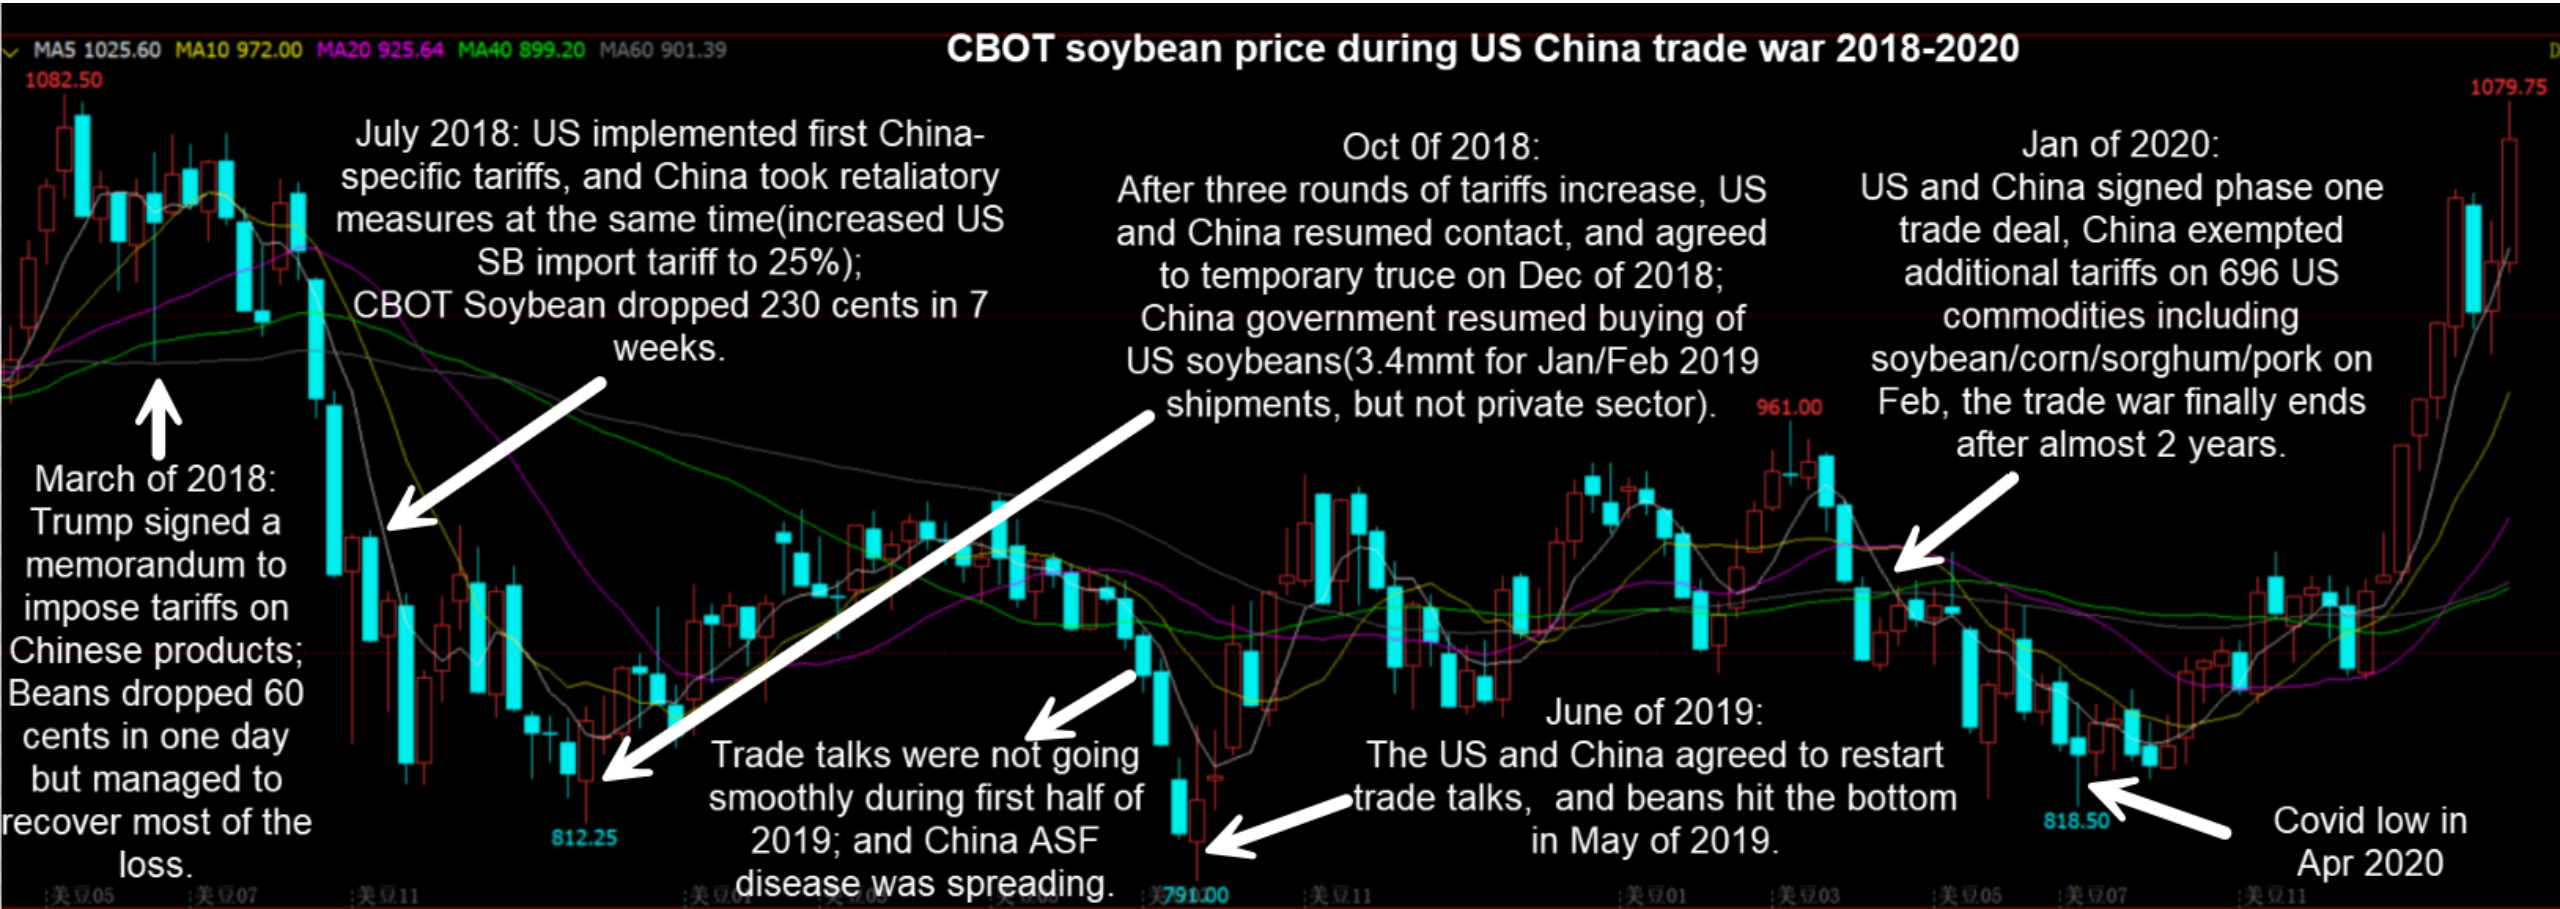 CBOT soybean price during US China trade war 2018-2020
MA5 1025.60 MA10 972.00 MA20 925.64 MA40 899.20 MA60 901.39
D
1082.50
1079.75
July 2018: US implemented first China-
specific tariffs, and China took retaliatory
measures at the same time(increased US
SB import tariff to 25%);
CBOT Soybean dropped 230 cents in 7
weeks.
Oct 0f 2018:
After three rounds of tariffs increase, US
and China resumed contact, and agreed
to temporary truce on Dec of 2018;
China government resumed buying of
US soybeans(3.4mmt for Jan/Feb 2019
shipments, but not private sector).
Jan of 2020:
US and China signed phase one
trade deal, China exempted
additional tariffs on 696 US
commodities including
soybean/corn/sorghum/pork on
Feb, the trade war finally ends
after almost 2 years.
961.00
March of 2018:
Trump signed a
memorandum to
impose tariffs on
Chinese products;
Beans dropped 60
cents in one day
but managed to
recover most of the
loss.
812.25
Trade talks were not going
smoothly during first half of
2019; and China ASF
disease was spreading.
June of 2019:
The US and China agreed to restart
trade talks, and beans hit the bottom
in May of 2019.
818.50
Covid low in
Apr 2020
791.00
美豆05 美豆07 美豆11 美豆01 美豆11 美豆01 美豆03 美豆05 美豆07 美豆11